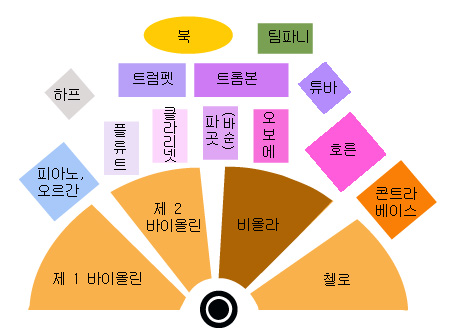 북
팀파니
트럼펫
트롬본
튜바
하프
플류트
클라리넷
파곳
(바순)
오보에
호른
피아노,
오르간
콘트라
베이스
제 2
바이올린
비올라
제 1 바이올린
첼로